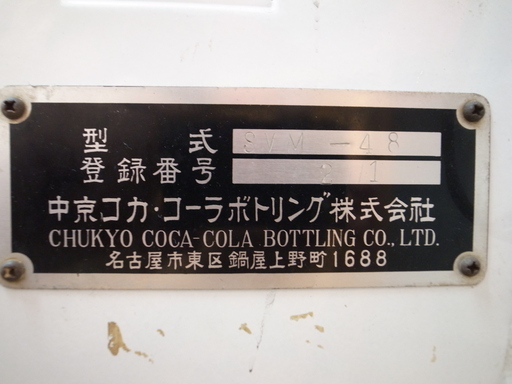 型 式 SVM-48
登録番号
中京コカ・コーラボトリング株式会社
CHUKYO COCA-COLA BOTTLING CO., LTD.
名古屋市東区鍋屋上野町1688